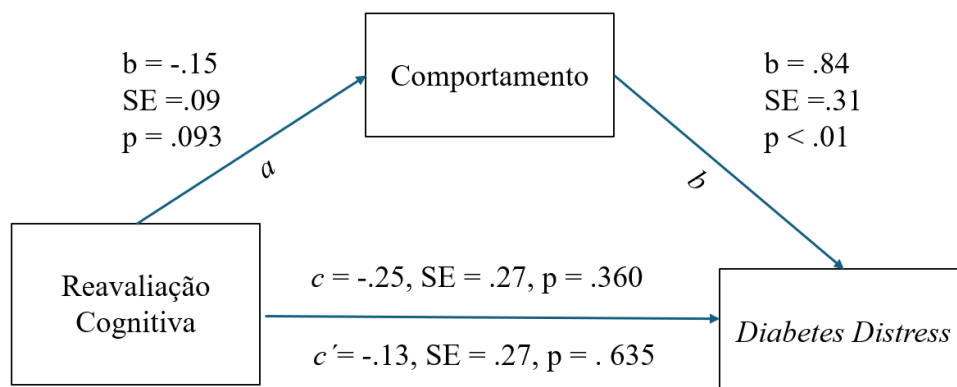 b = -.15
SE =.09
p = .093
Comportamento
b = .84
SE =.31
p < .01
a
b
Reavaliação
Cognitiva
c = -.25, SE = .27, p = .360
c´= -.13, SE = .27, p = . 635
Diabetes Distress